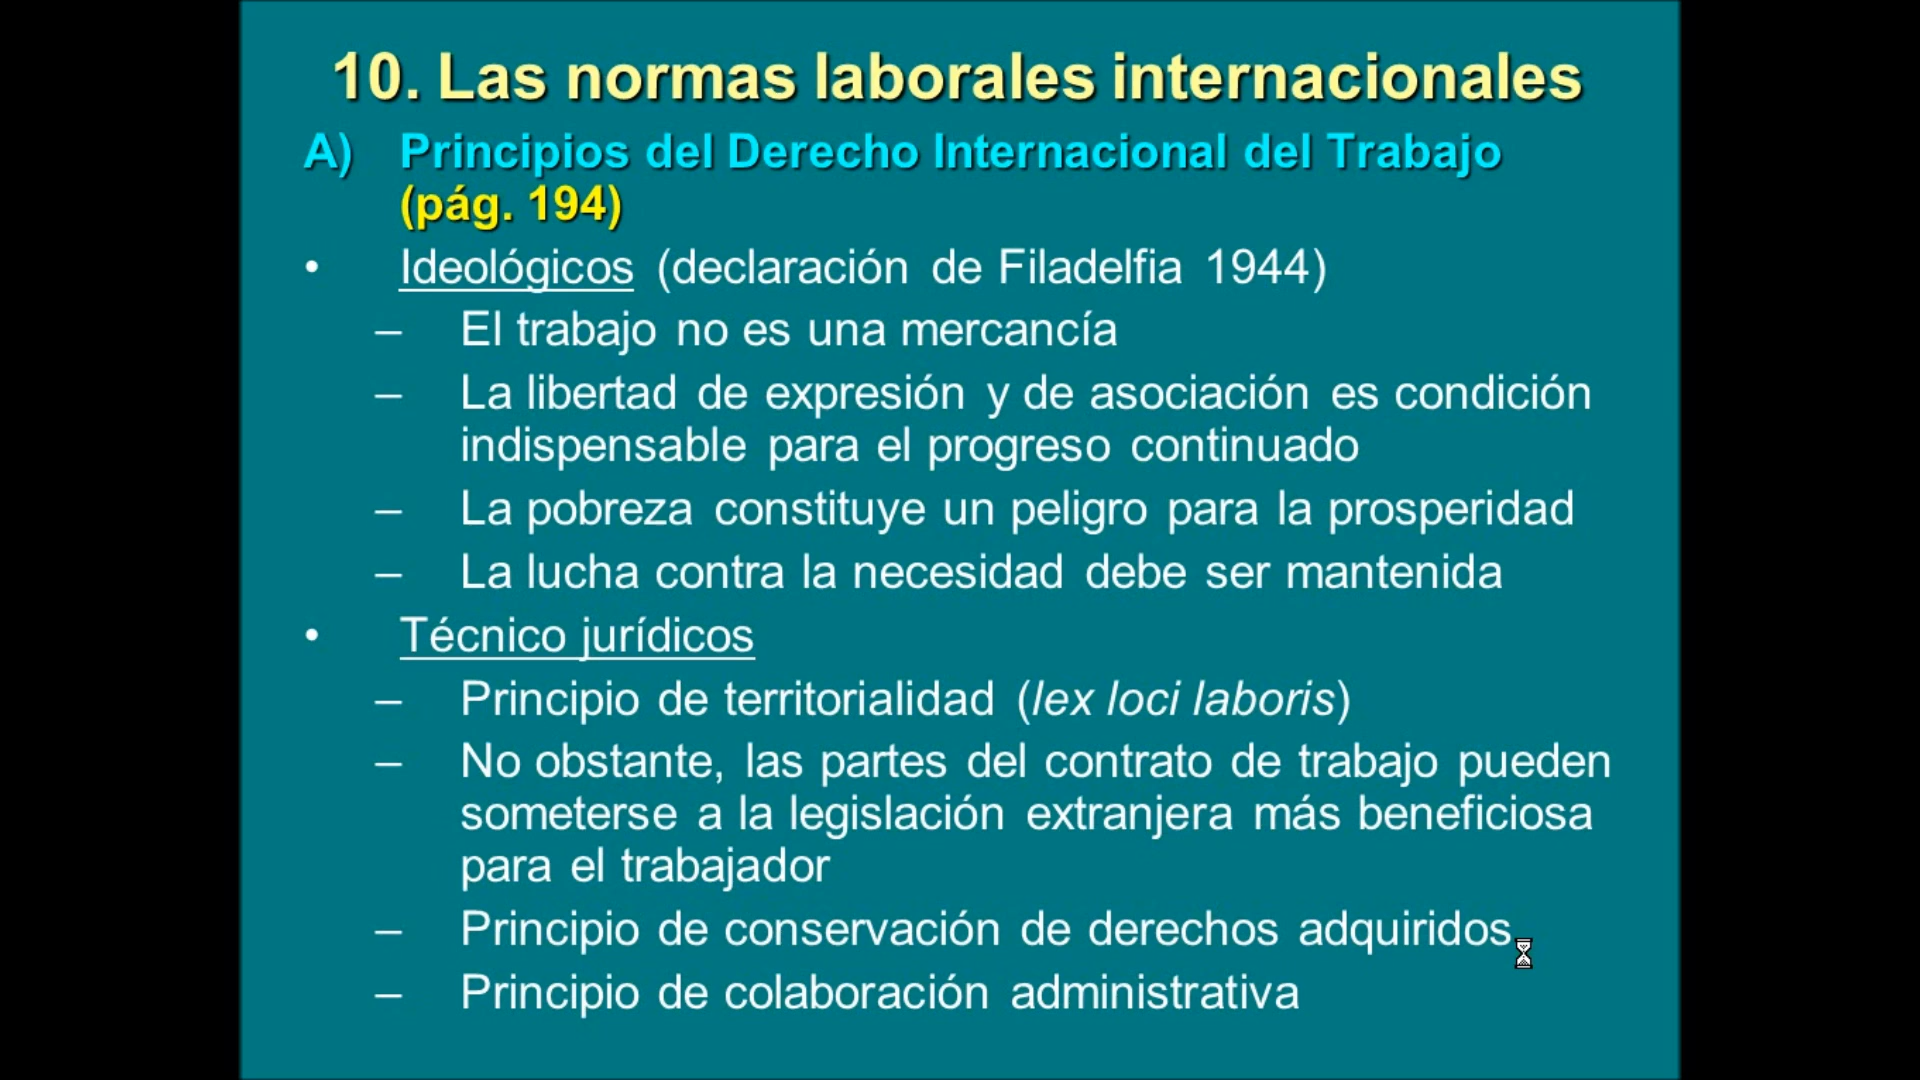 10. Las normas laborales internacionales
A) Principios del Derecho Internacional del Trabajo
(pág. 194)
• Ideológicos (declaración de Filadelfia 1944)
– El trabajo no es una mercancía
– La libertad de expresión y de asociación es condición
indispensable para el progreso continuado
– La pobreza constituye un peligro para la prosperidad
– La lucha contra la necesidad debe ser mantenida
• Técnico jurídicos
– Principio de territorialidad (lex loci laboris)
– No obstante, las partes del contrato de trabajo pueden
someterse a la legislación extranjera más beneficiosa
para el trabajador
– Principio de conservación de derechos adquiridos
– Principio de colaboración administrativa